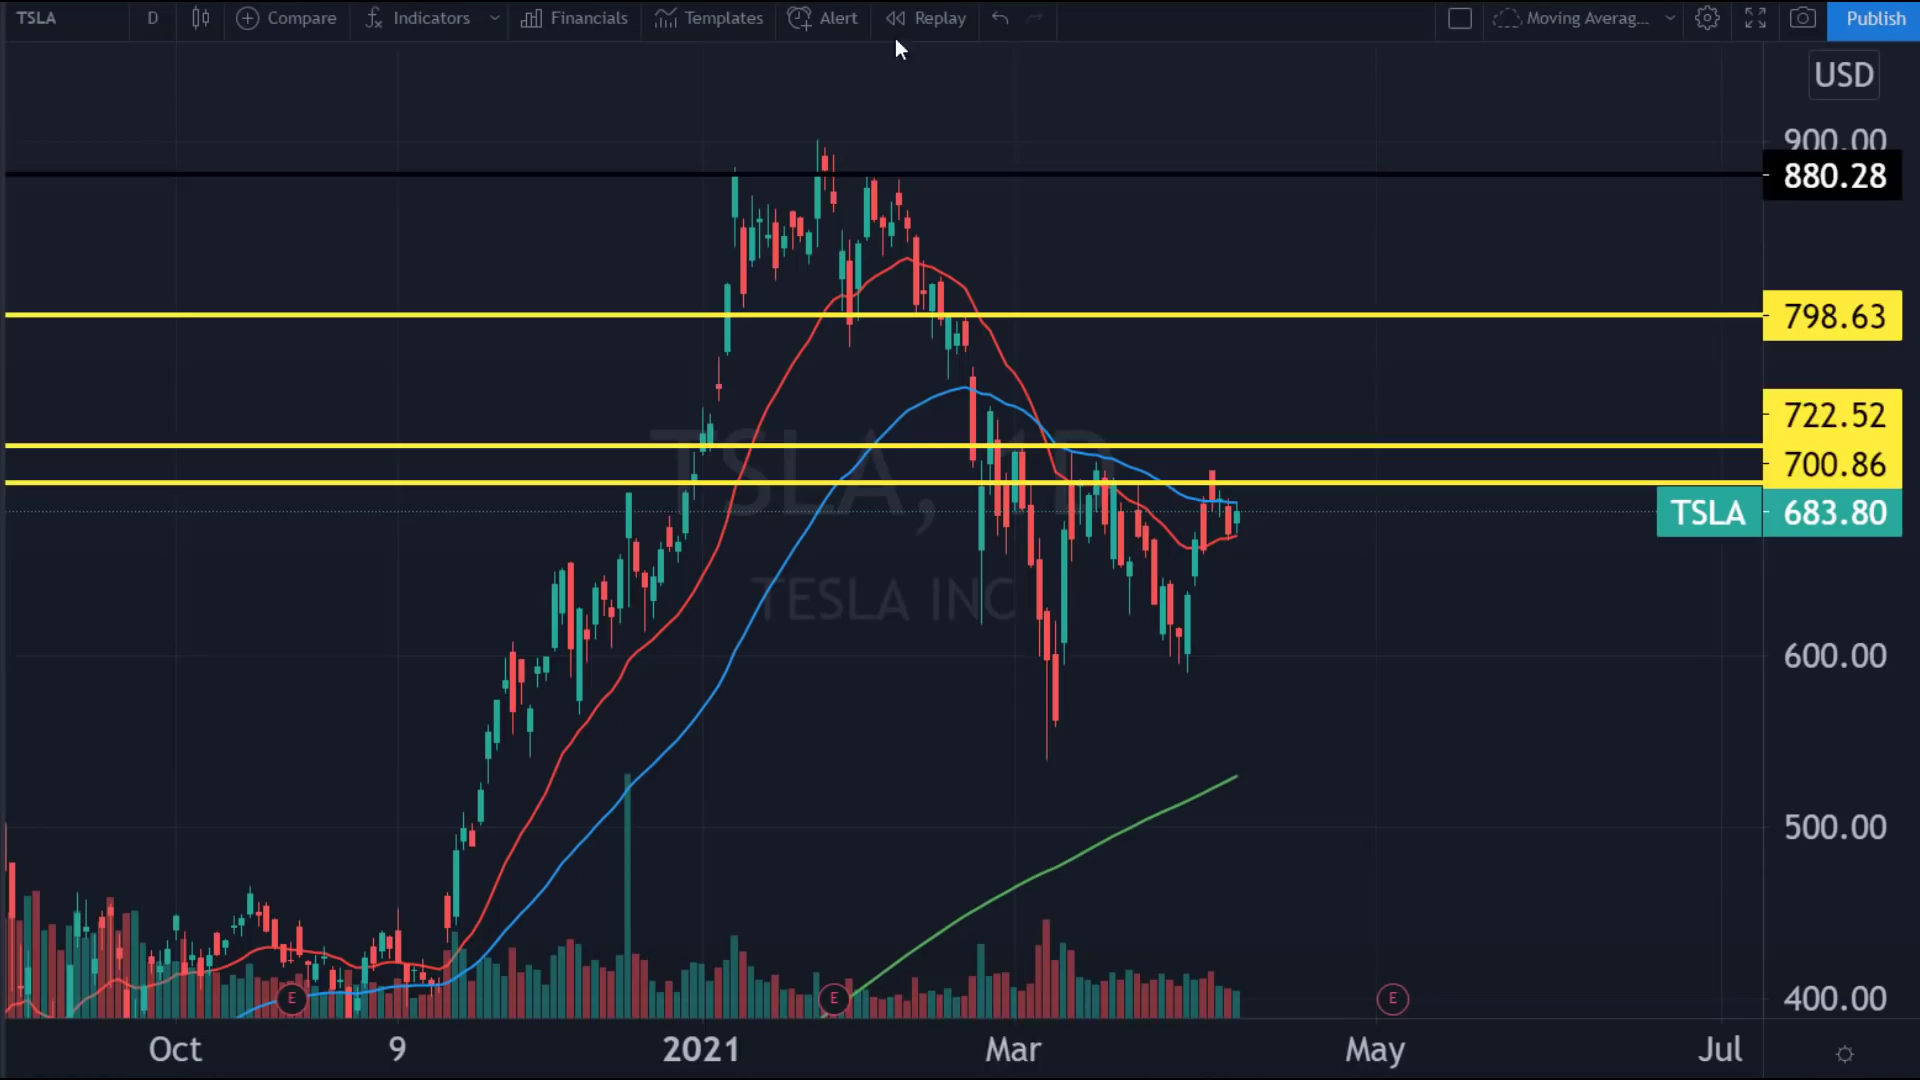 TSLA D Compare Indicators Financials Templates Alert Replay Moving Averag... Publish
USD
900.00
880.28
798.63
722.52
700.86
TSLA 683.80
600.00
500.00
400.00
TSLA, 1D
TESLA INC
E E E
Oct 9 2021 Mar May Jul